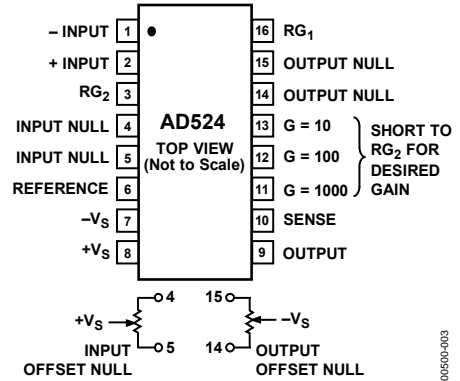 – INPUT 1
+ INPUT 2
RG2 3
INPUT NULL 4
INPUT NULL 5
REFERENCE 6
–VS 7
+VS 8
AD524
TOP VIEW
(Not to Scale)
16 RG1
15 OUTPUT NULL
14 OUTPUT NULL
13 G = 10
12 G = 100
11 G = 1000
10 SENSE
9 OUTPUT
SHORT TO
RG2 FOR
DESIRED
GAIN
4
+VS
5
INPUT
OFFSET NULL
15
–VS
14
OUTPUT
OFFSET NULL
00500-003